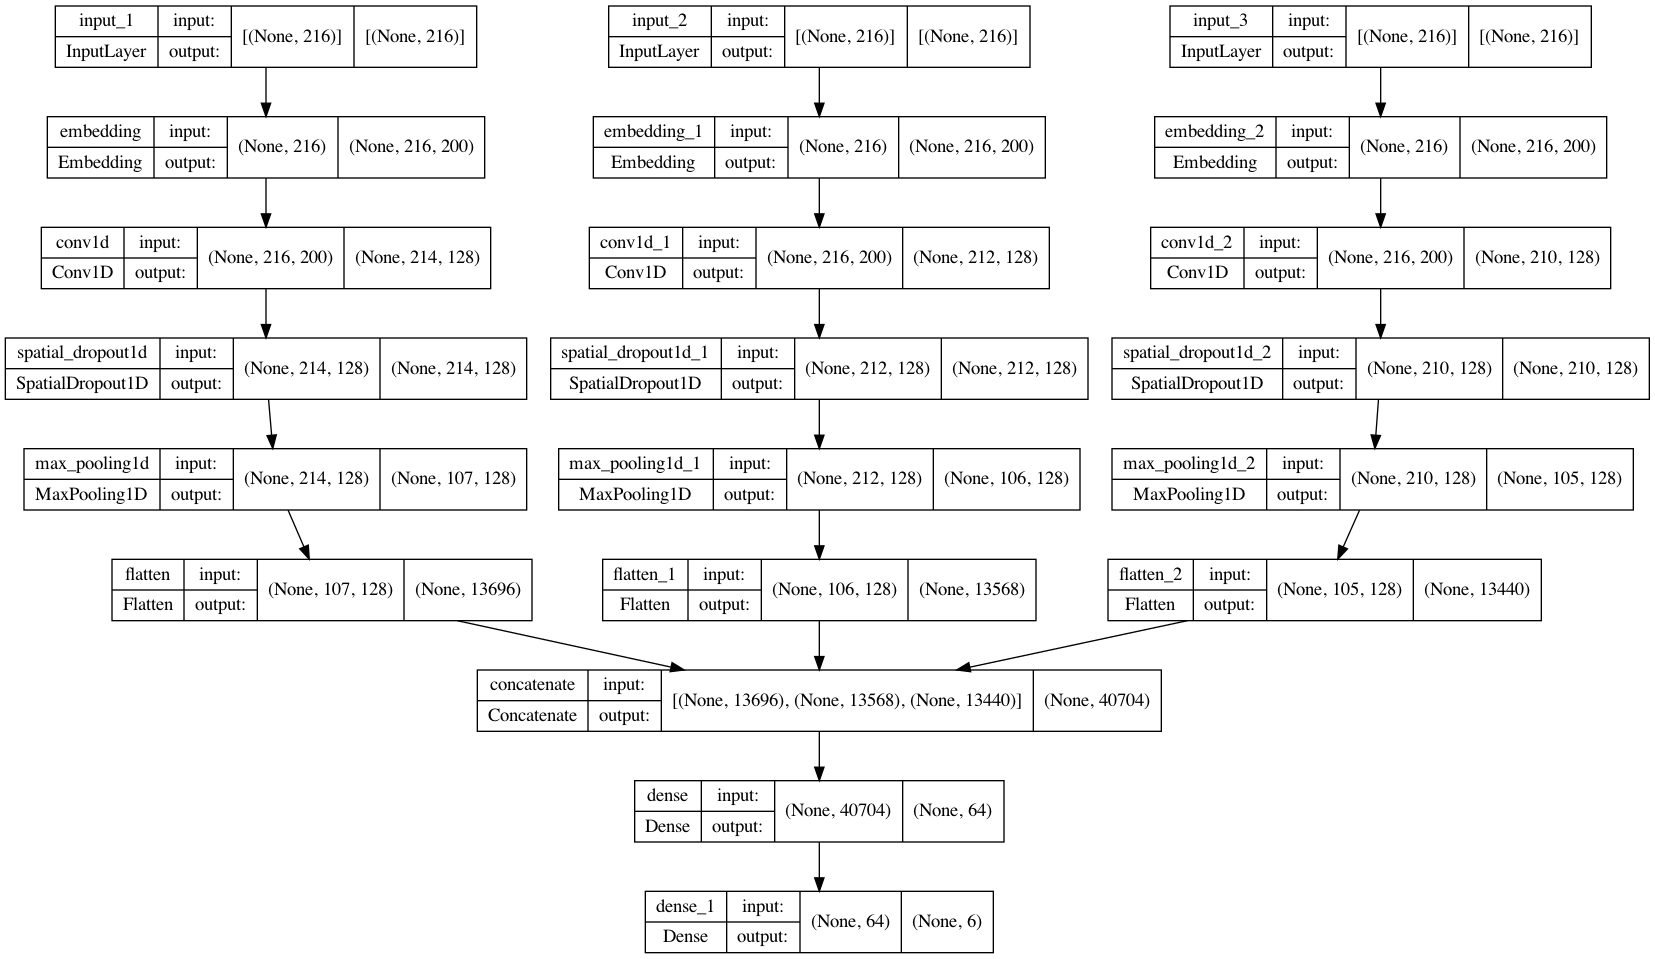 input_1 input: [(None, 216)] [(None, 216)]
InputLayer output:
input_2 input: [(None, 216)] [(None, 216)]
InputLayer output:
input_3 input: [(None, 216)] [(None, 216)]
InputLayer output:
embedding input: (None, 216) (None, 216, 200)
Embedding output:
embedding_1 input: (None, 216) (None, 216, 200)
Embedding output:
embedding_2 input: (None, 216) (None, 216, 200)
Embedding output:
conv1d input: (None, 216, 200) (None, 214, 128)
Conv1D output:
conv1d_1 input: (None, 216, 200) (None, 212, 128)
Conv1D output:
conv1d_2 input: (None, 216, 200) (None, 210, 128)
Conv1D output:
spatial_dropout1d input: (None, 214, 128) (None, 214, 128)
SpatialDropout1D output:
spatial_dropout1d_1 input: (None, 212, 128) (None, 212, 128)
SpatialDropout1D output:
spatial_dropout1d_2 input: (None, 210, 128) (None, 210, 128)
SpatialDropout1D output:
max_pooling1d input: (None, 214, 128) (None, 107, 128)
MaxPooling1D output:
max_pooling1d_1 input: (None, 212, 128) (None, 106, 128)
MaxPooling1D output:
max_pooling1d_2 input: (None, 210, 128) (None, 105, 128)
MaxPooling1D output:
flatten input: (None, 107, 128) (None, 13696)
Flatten output:
flatten_1 input: (None, 106, 128) (None, 13568)
Flatten output:
flatten_2 input: (None, 105, 128) (None, 13440)
Flatten output:
concatenate input: [(None, 13696), (None, 13568), (None, 13440)] (None, 40704)
Concatenate output:
dense input: (None, 40704) (None, 64)
Dense output:
dense_1 input: (None, 64) (None, 6)
Dense output: